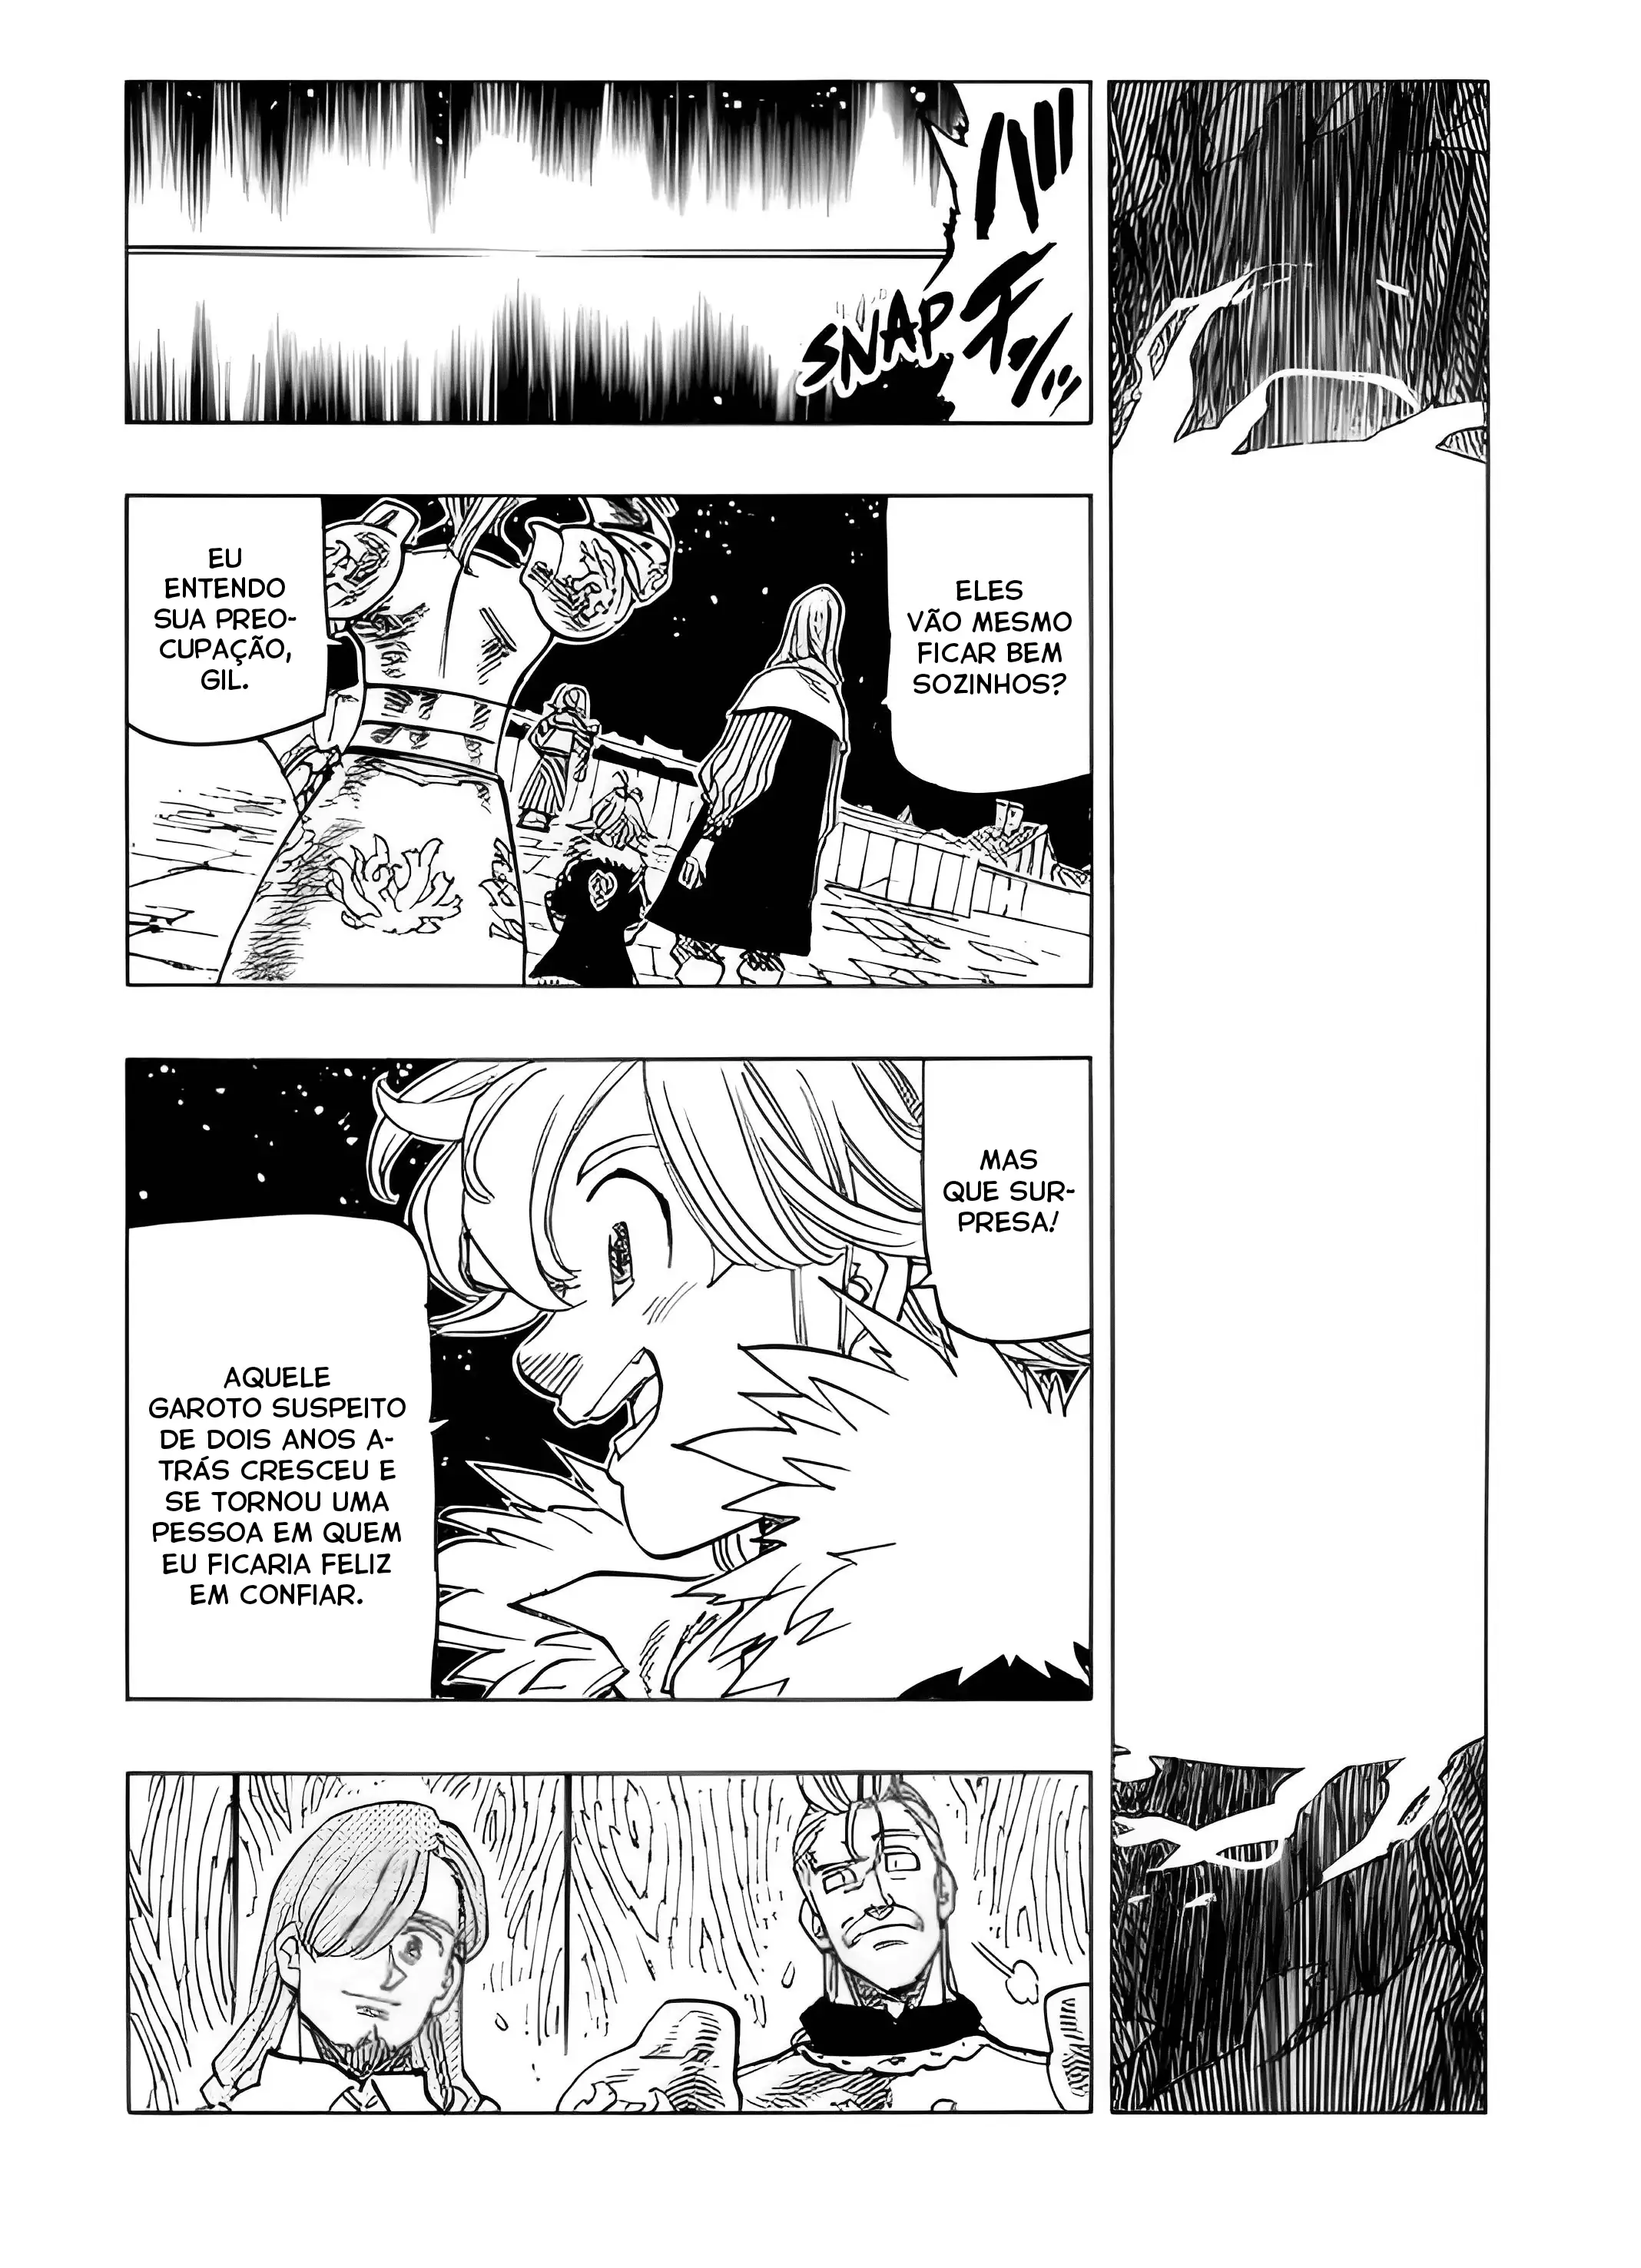 バチッ
SNAP
ELES
VÃO MESMO
FICAR BEM
SOZINHOS?
EU
ENTENDO
SUA PREO-
CUPAÇÃO,
GIL.
MAS
QUE SUR-
PRESA!
AQUELE
GAROTO SUSPEITO
DE DOIS ANOS A-
TRÁS CRESCEU E
SE TORNOU UMA
PESSOA EM QUEM
EU FICARIA FELIZ
EM CONFIAR.